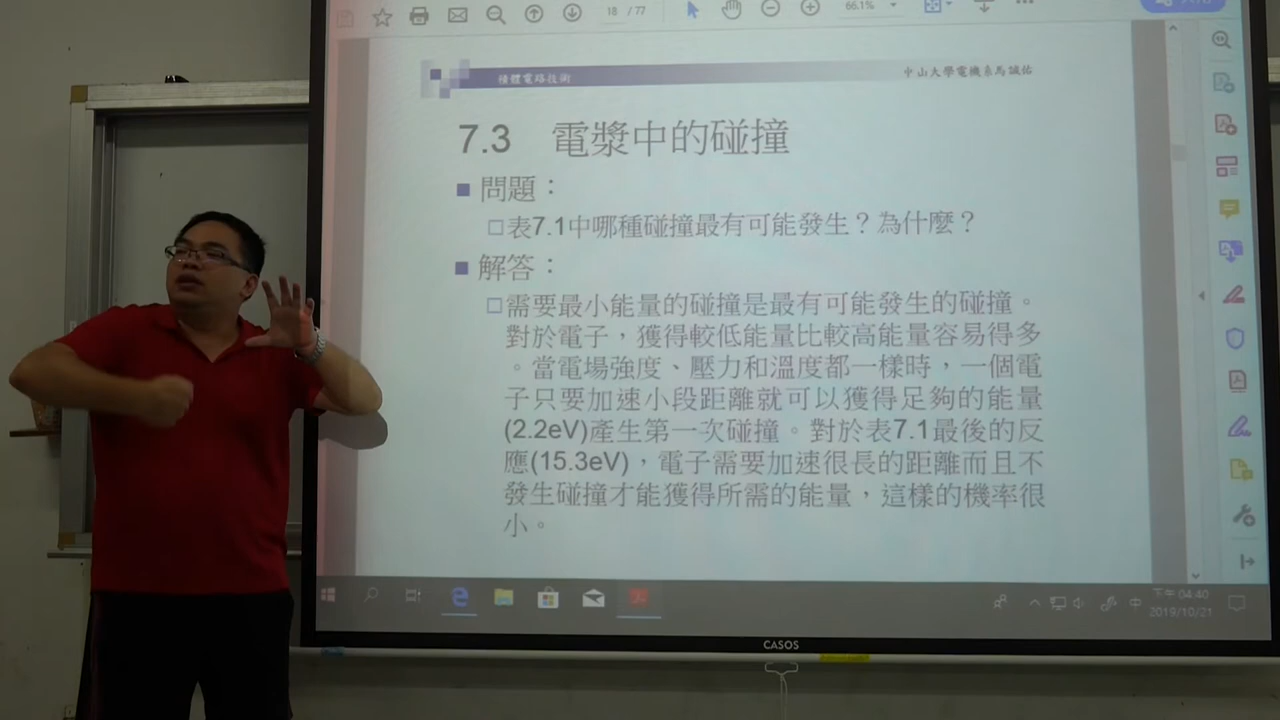 18 / 77
66.1%
積體電路技術
中山大學電機系馬誠佑
7.3 電漿中的碰撞
問題：
表7.1中哪種碰撞最有可能發生？為什麼？
解答：
需要最小能量的碰撞是最有可能發生的碰撞。
對於電子，獲得較低能量比較高能量容易得多
。當電場強度、壓力和溫度都一樣時，一個電
子只要加速小段距離就可以獲得足夠的能量
(2.2eV)產生第一次碰撞。對於表7.1最後的反
應(15.3eV)，電子需要加速很長的距離而且不
發生碰撞才能獲得所需的能量，這樣的機率很
小。
中
下午 04:40
2019/10/21
CASOS